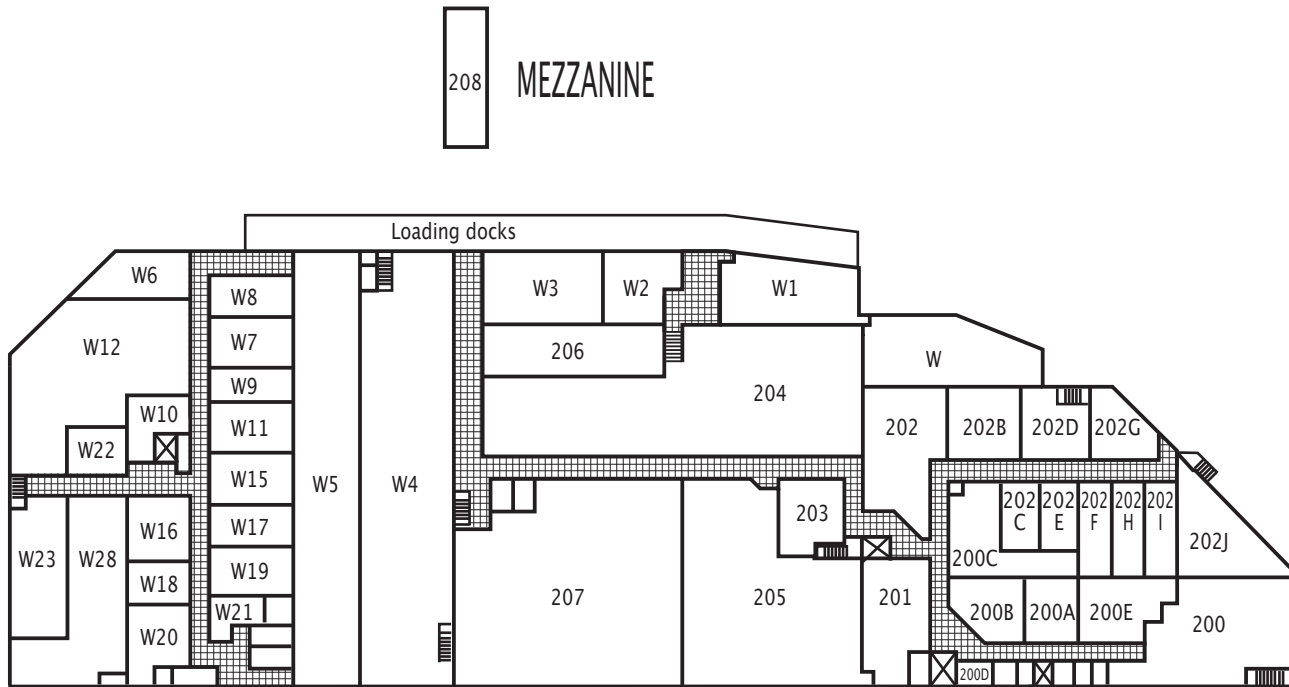 208
MEZZANINE
Loading docks
W6
W8
W3
W2
W1
W12
W7
206
W
W9
204
W10
W11
202
202B
202D
202G
W22
W15
W5
W4
W23
W28
W16
W17
203
202
C
202
E
202
F
202
H
202
I
202J
200C
W18
W19
207
205
201
W21
200B
200A
200E
200
W20
200D